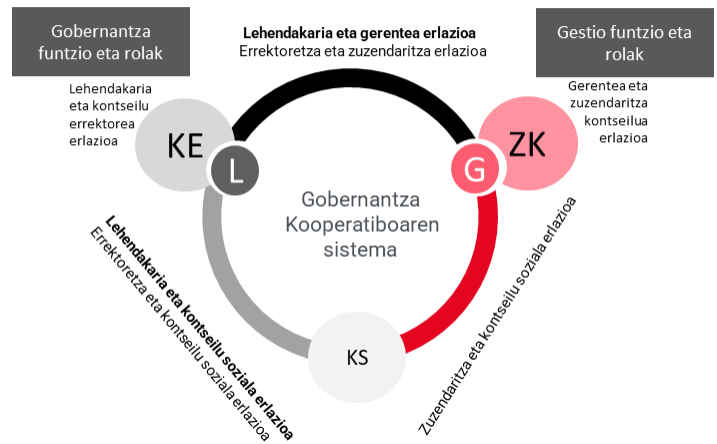 Gobernantza
funtzio eta rolak
Lehendakaria eta gerentea erlazioa
Errektoretza eta zuzendaritza erlazioa
Gestio funtzio eta
rolak
Lehendakaria
eta kontseilu
errektorea
erlazioa
Gerentea eta
zuzendaritza
kontseilua
erlazioa
KE
L
G
ZK
Gobernantza
Kooperatiboaren
sistema
Lehendakaria eta kontseilu soziala erlazioa
Errektoretza eta kontseilu soziala erlazioa
Zuzendaritza eta kontseilu soziala erlazioa
KS